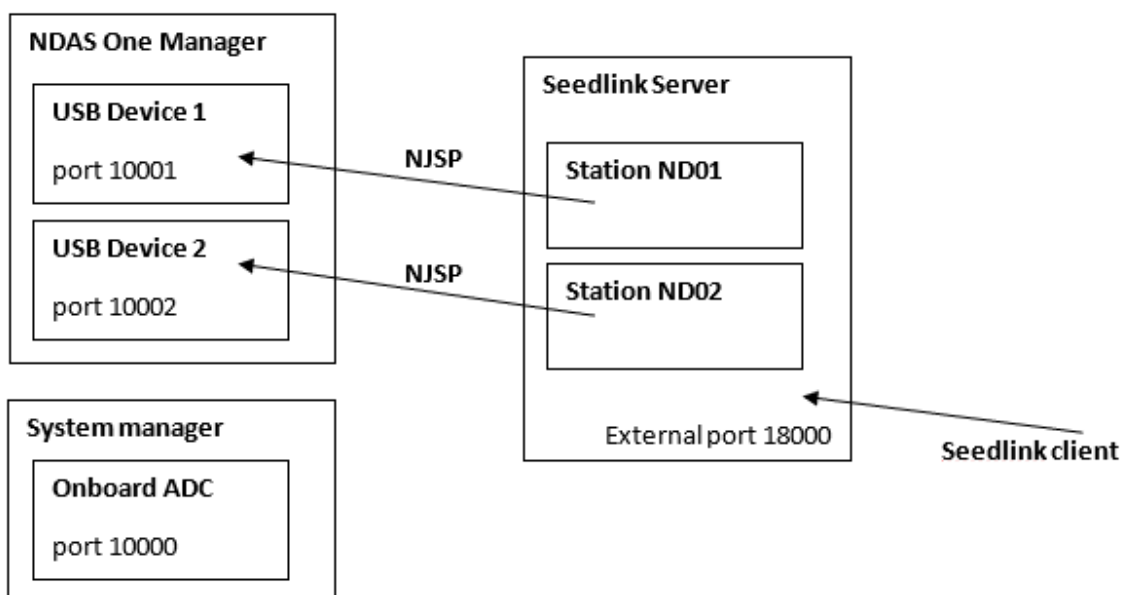 NDAS One Manager
USB Device 1
port 10001
USB Device 2
port 10002
NJSP
NJSP
Seedlink Server
Station ND01
Station ND02
External port 18000
Seedlink client
System manager
Onboard ADC
port 10000